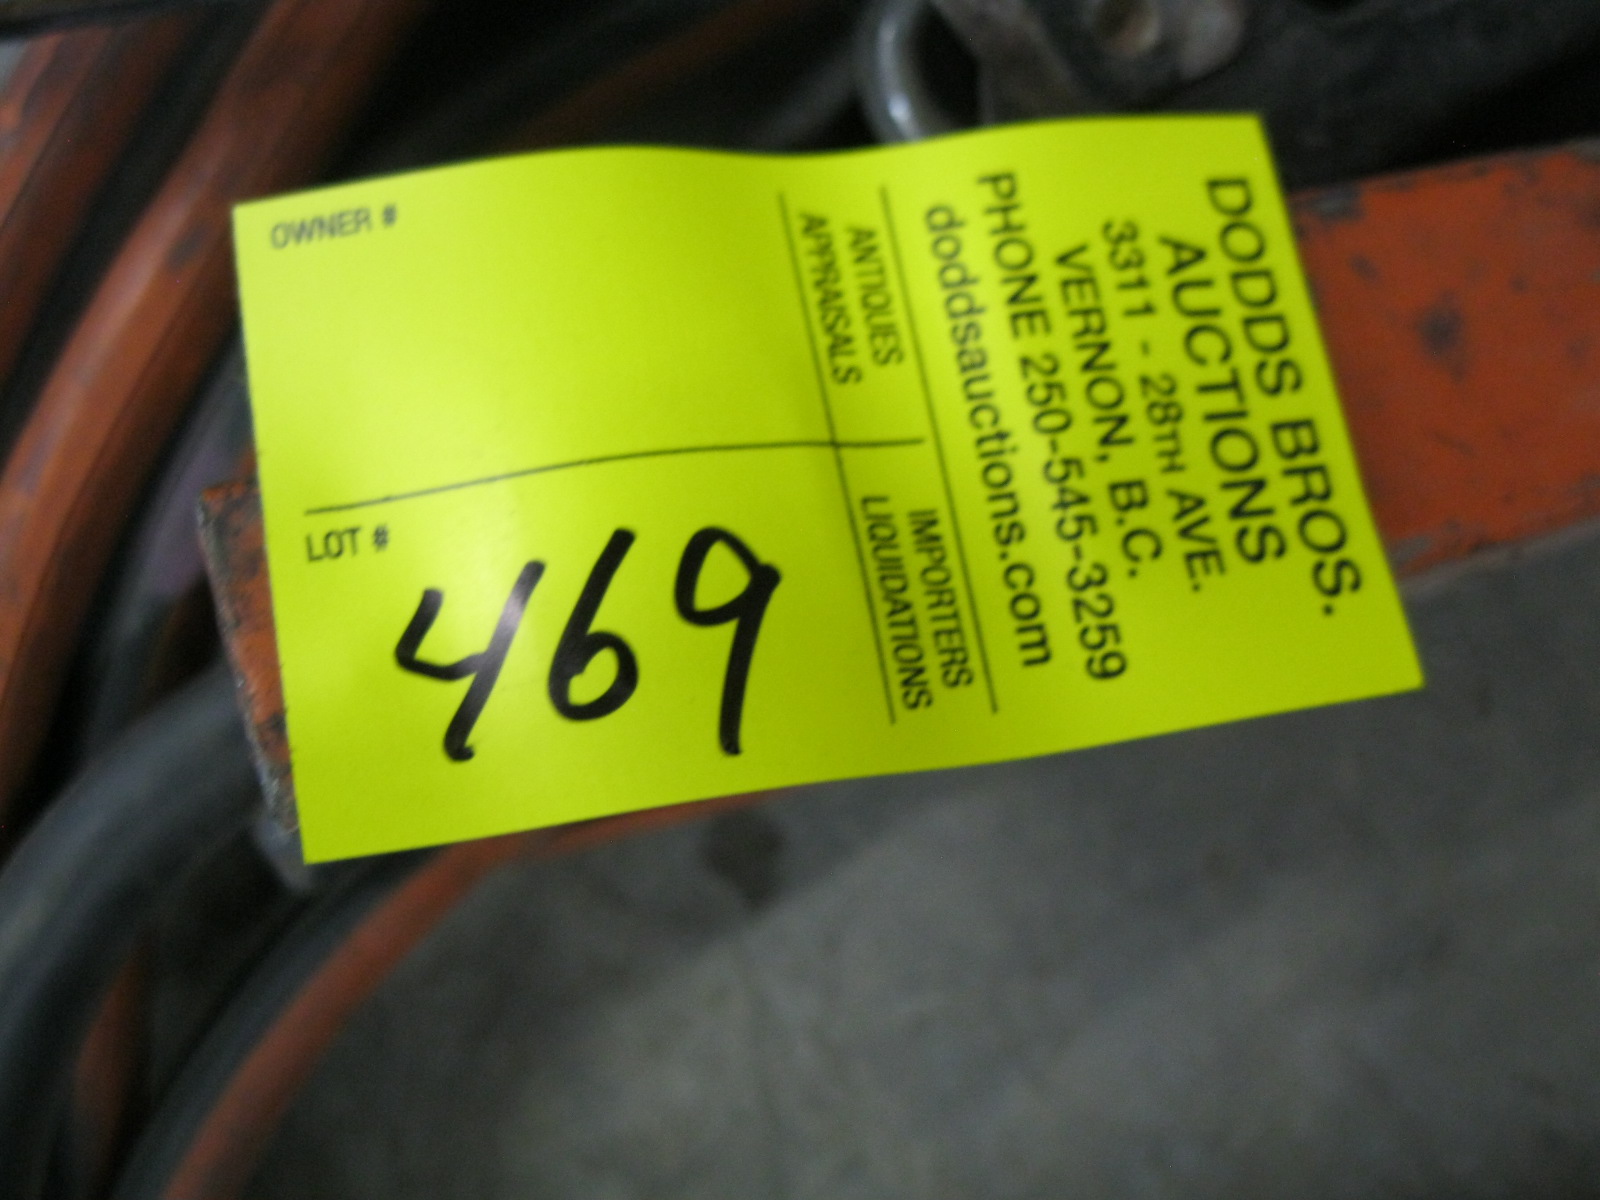 DODDS BROS.
AUCTIONS
3311 - 28TH AVE.
VERNON, B.C.
PHONE 250-545-3259
doddsauctions.com
ANTIQUES
APPRAISALS
IMPORTERS
LIQUIDATIONS
OWNER #
LOT #
469